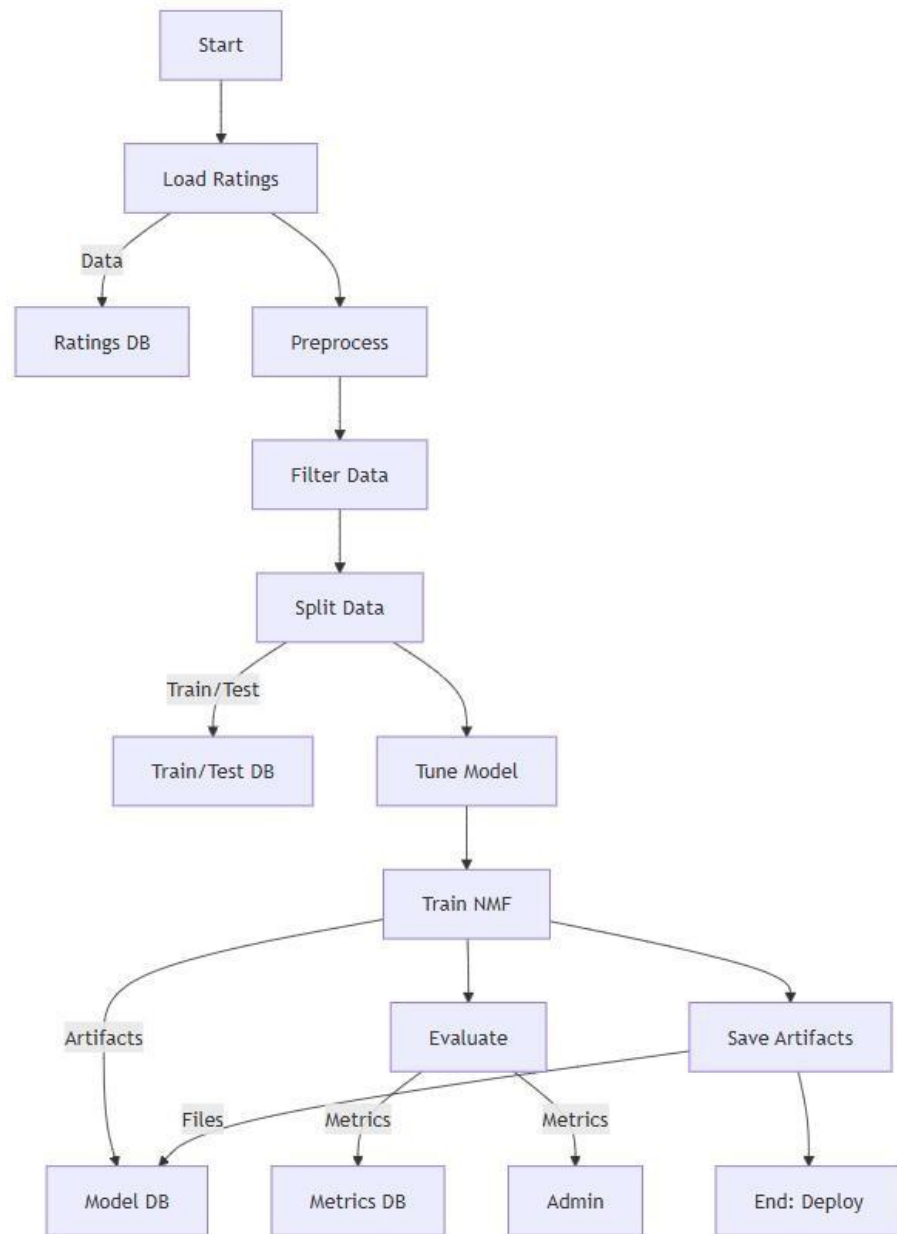 Start
Load Ratings
Data
Ratings DB
Preprocess
Filter Data
Split Data
Train/Test
Train/Test DB
Tune Model
Train NMF
Artifacts
Evaluate
Save Artifacts
Files
Metrics
Metrics
Model DB
Metrics DB
Admin
End: Deploy